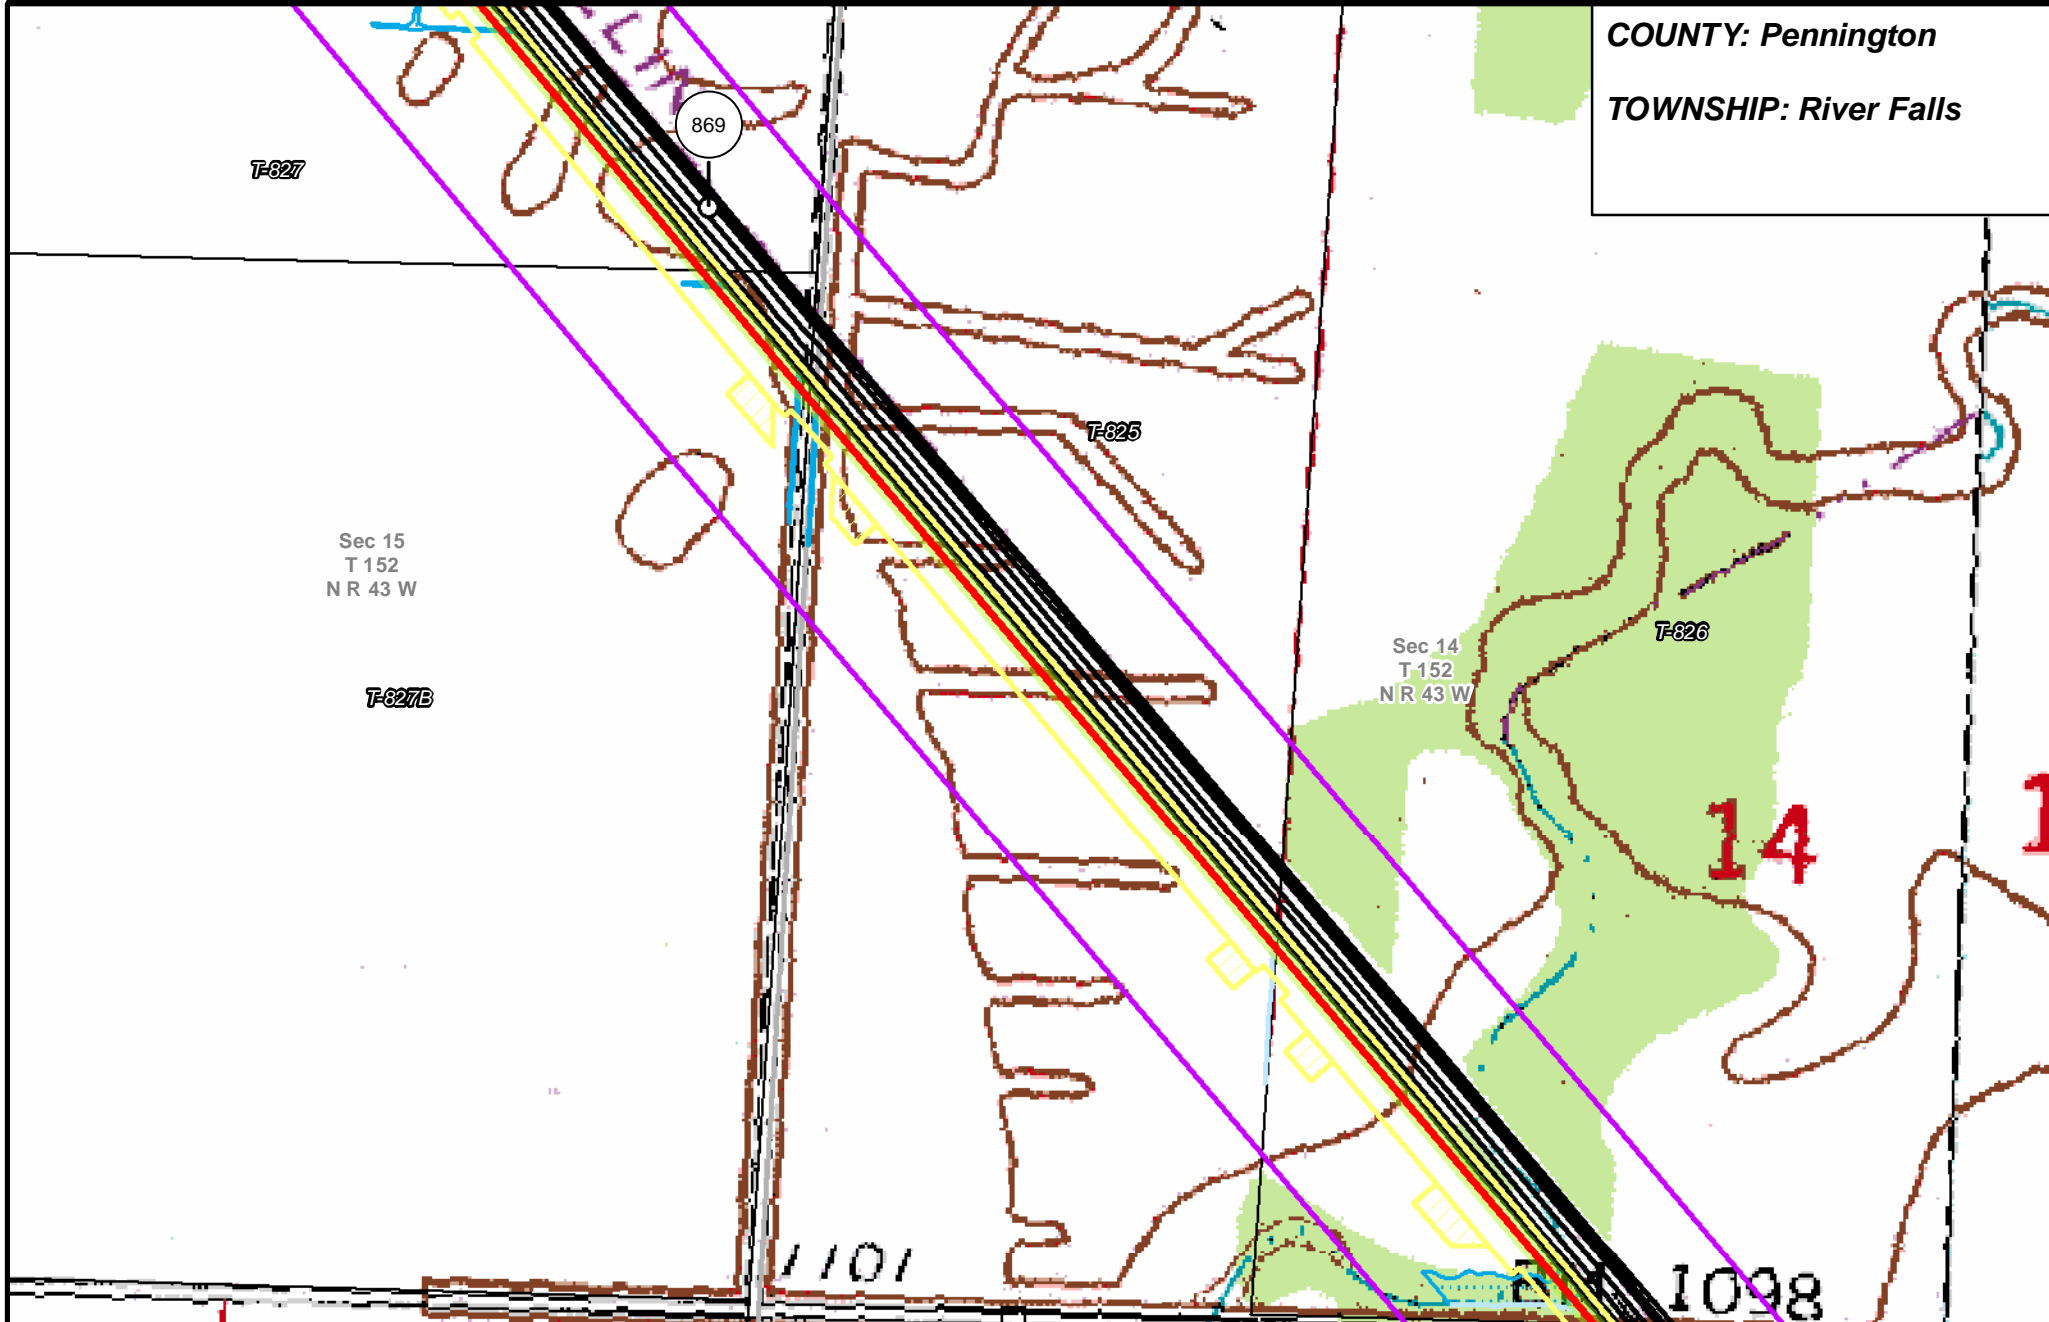 COUNTY: Pennington
TOWNSHIP: River Falls
869
T-827
T-825
Sec 15
T 152
N R 43 W
T-826
Sec 14
T 152
N R 43 W
T-827B
14
1101
1098